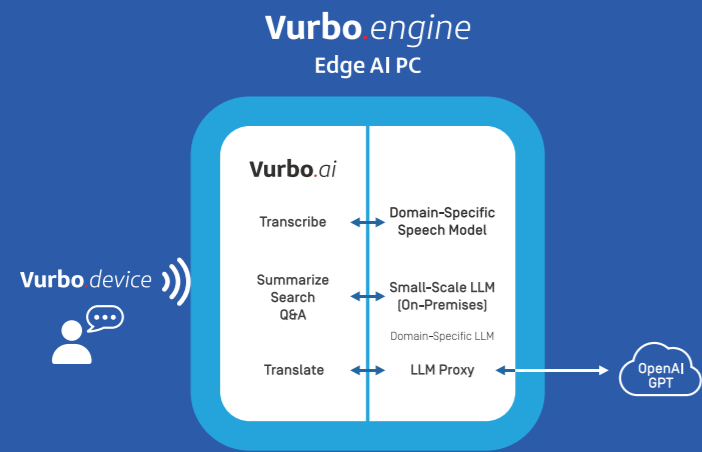 Vurbo.engine
Edge AI PC
Vurbo.ai
Transcribe
Domain-Specific
Speech Model
Vurbo.device
Summarize
Search
Q&A
Small-Scale LLM
(On-Premises)
Domain-Specific LLM
Translate
LLM Proxy
OpenAI
GPT